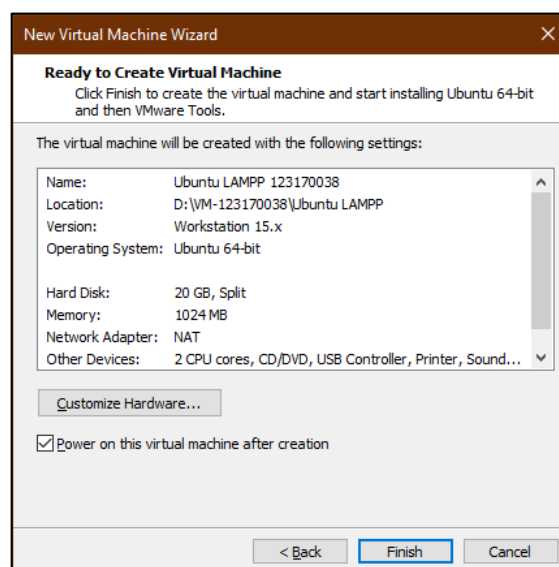 New Virtual Machine Wizard
Ready to Create Virtual Machine
Click Finish to create the virtual machine and start installing Ubuntu 64-bit
and then VMware Tools.
The virtual machine will be created with the following settings:
Name: Ubuntu LAMPP 123170038
Location: D:\VM-123170038\Ubuntu LAMPP
Version: Workstation 15.x
Operating System: Ubuntu 64-bit
Hard Disk: 20 GB, Split
Memory: 1024 MB
Network Adapter: NAT
Other Devices: 2 CPU cores, CD/DVD, USB Controller, Printer, Sound...
Customize Hardware...
Power on this virtual machine after creation
< Back Finish Cancel